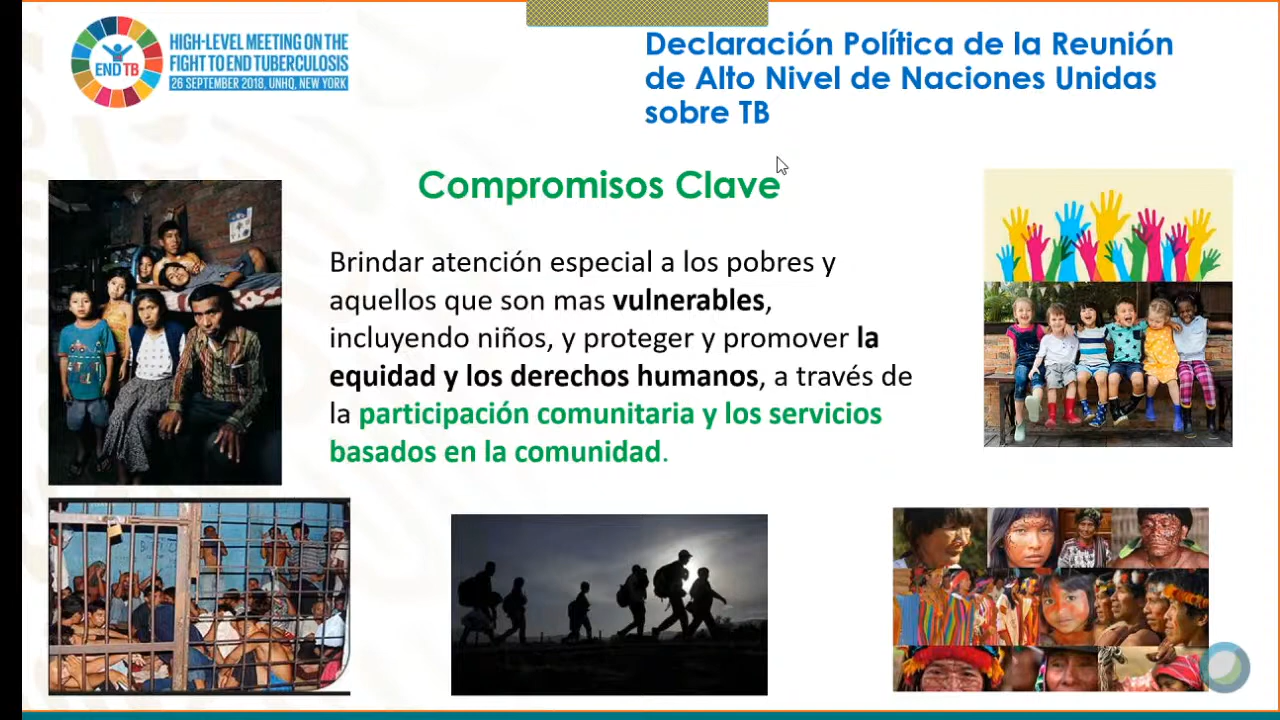 END TB
HIGH-LEVEL MEETING ON THE
FIGHT TO END TUBERCULOSIS
26 SEPTEMBER 2018, UNHQ, NEW YORK
Declaración Política de la Reunión
de Alto Nivel de Naciones Unidas
sobre TB
Compromisos Clave
Brindar atención especial a los pobres y
aquellos que son mas vulnerables,
incluyendo niños, y proteger y promover la
equidad y los derechos humanos, a través de
la participación comunitaria y los servicios
basados en la comunidad.